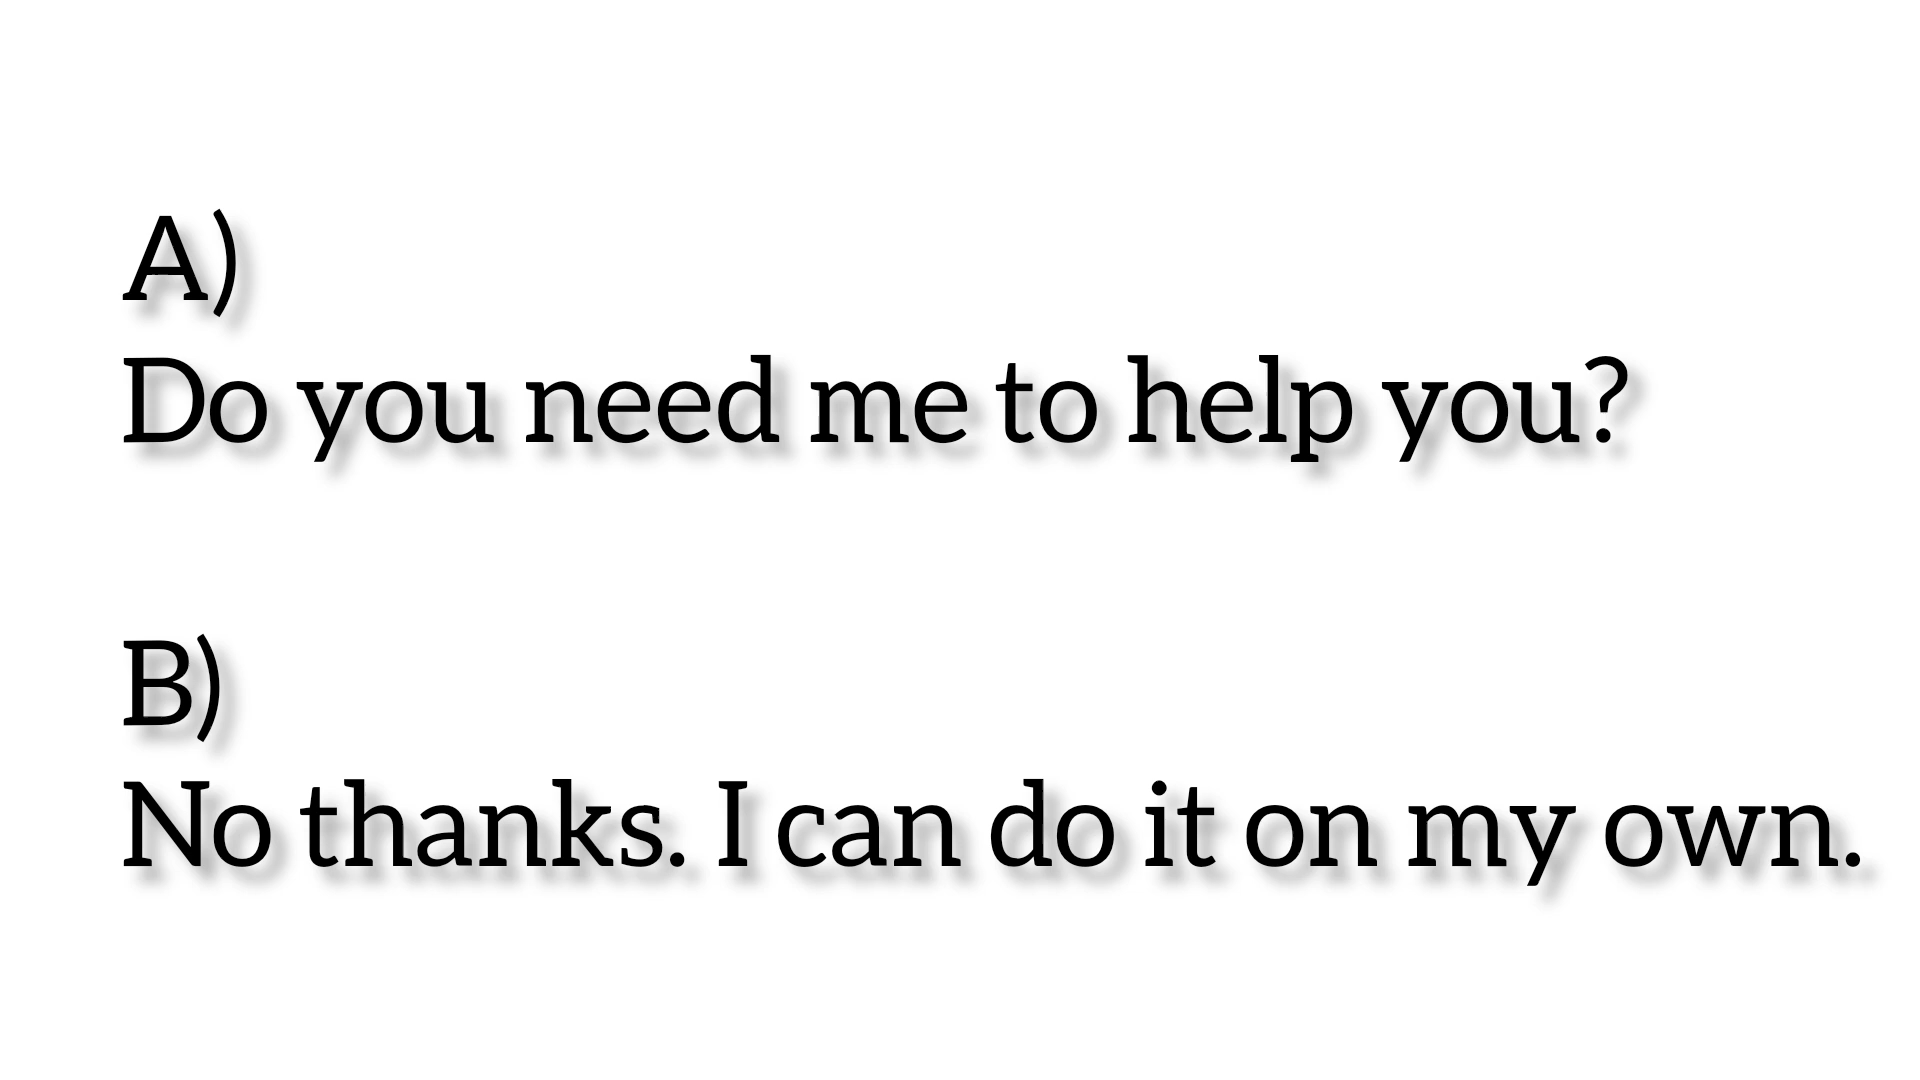 A)
Do you need me to help you?
B)
No thanks. I can do it on my own.